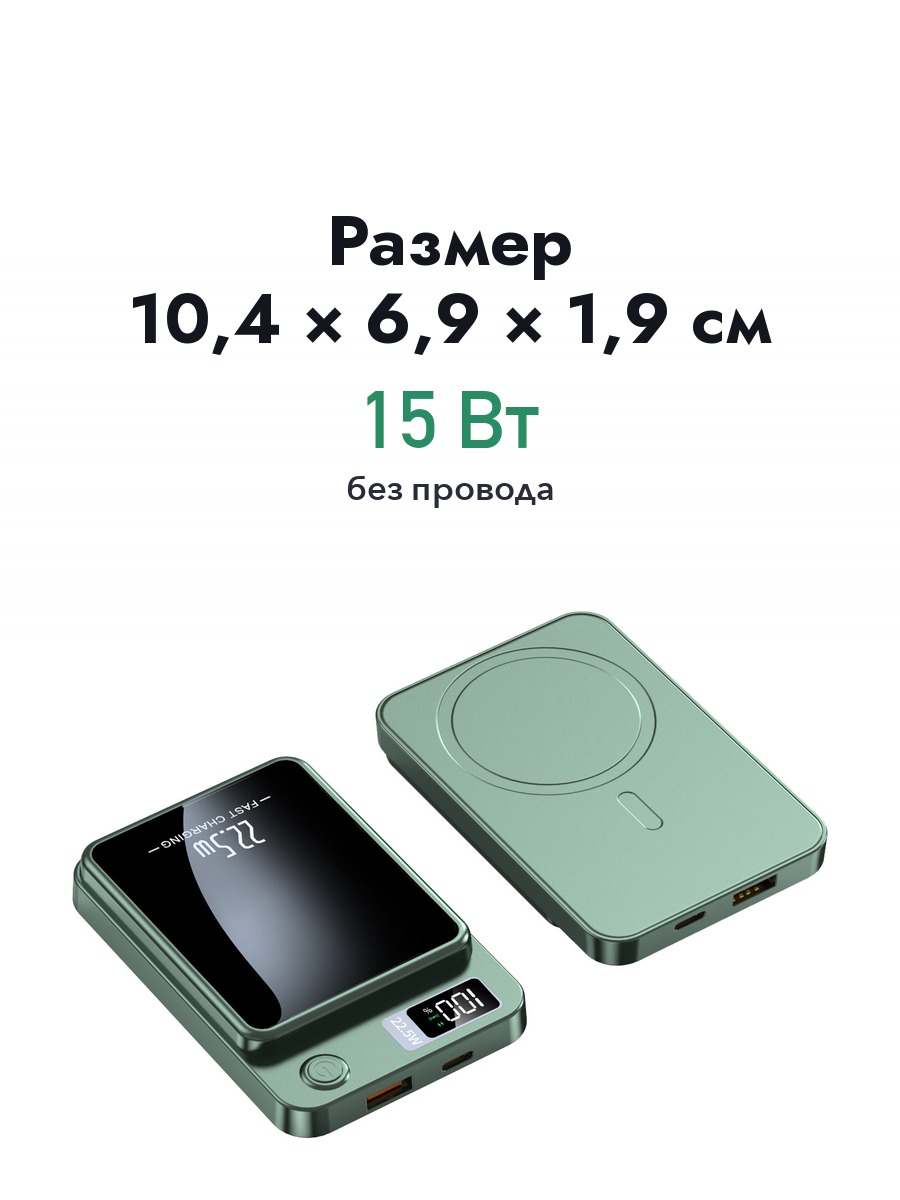 Размер
10,4 × 6,9 × 1,9 см
15 Вт
без провода
FAST CHARGING
22.5W
100%
22.5W